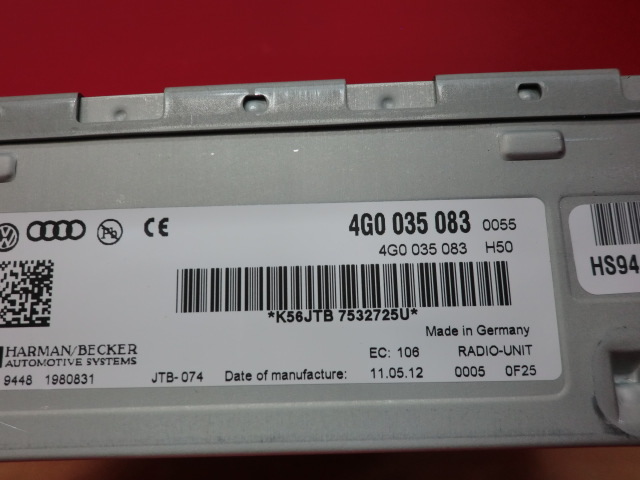 4G0 035 083 0055
4G0 035 083 H50
*K56JTB 7532725U*
HS94
Made in Germany
HARMAN/BECKER
AUTOMOTIVE SYSTEMS
EC: 106 RADIO-UNIT
9448 1980831 JTB-074 Date of manufacture: 11.05.12 0005 0F25